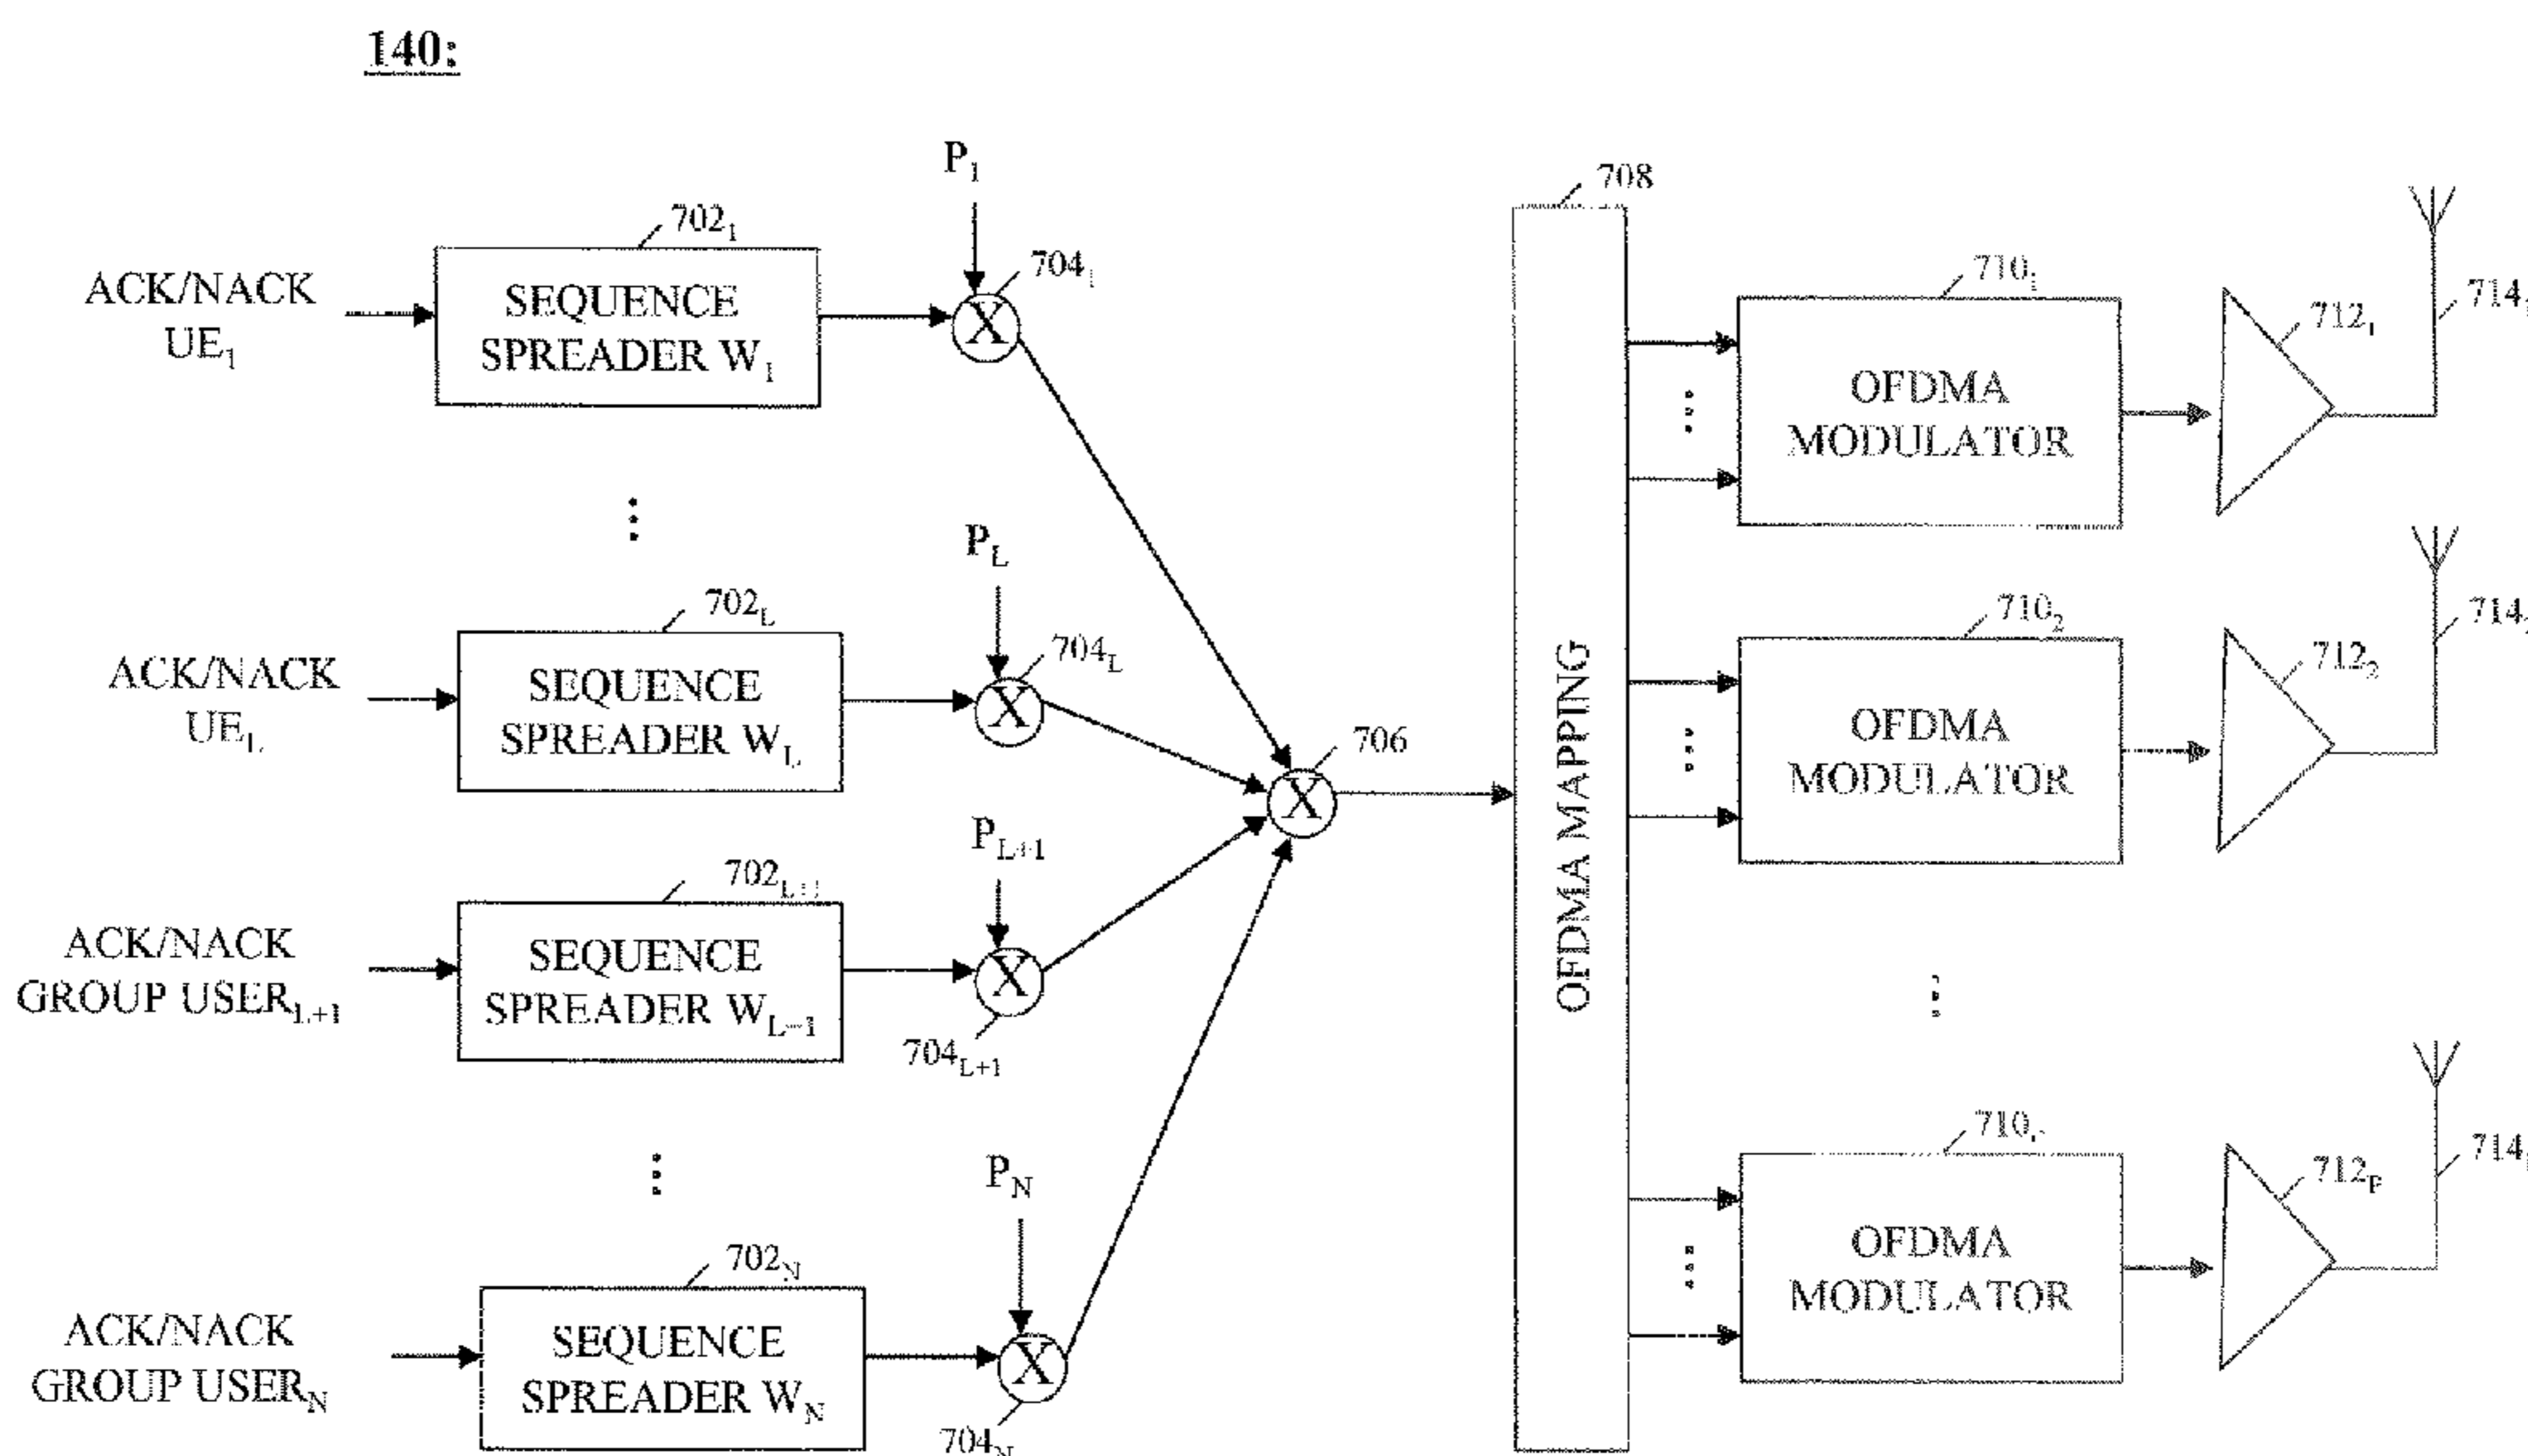 140:
P1
7021
7041
ACK/NACK
UE1
SEQUENCE
SPREADER W1
PL
702L
704L
ACK/NACK
UEL
SEQUENCE
SPREADER WL
706
PL+1
702L+1
ACK/NACK
GROUP USERL+1
SEQUENCE
SPREADER WL+1
704L+1
PN
702N
ACK/NACK
GROUP USERN
SEQUENCE
SPREADER WN
704N
708
OFDMA MAPPING
7101
OFDMA
MODULATOR
7121
7141
7102
OFDMA
MODULATOR
7122
7142
OFDMA
MODULATOR
712P
X
X
X
X
X